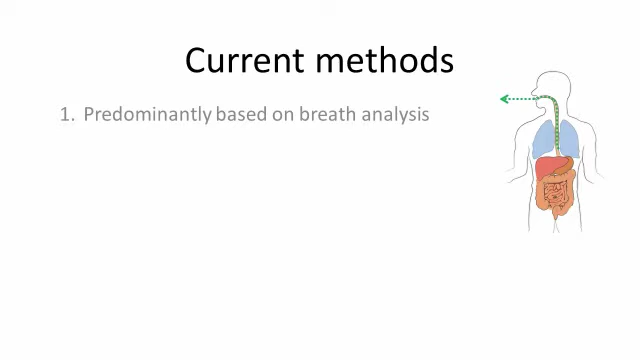 Current methods
1. Predominantly based on breath analysis